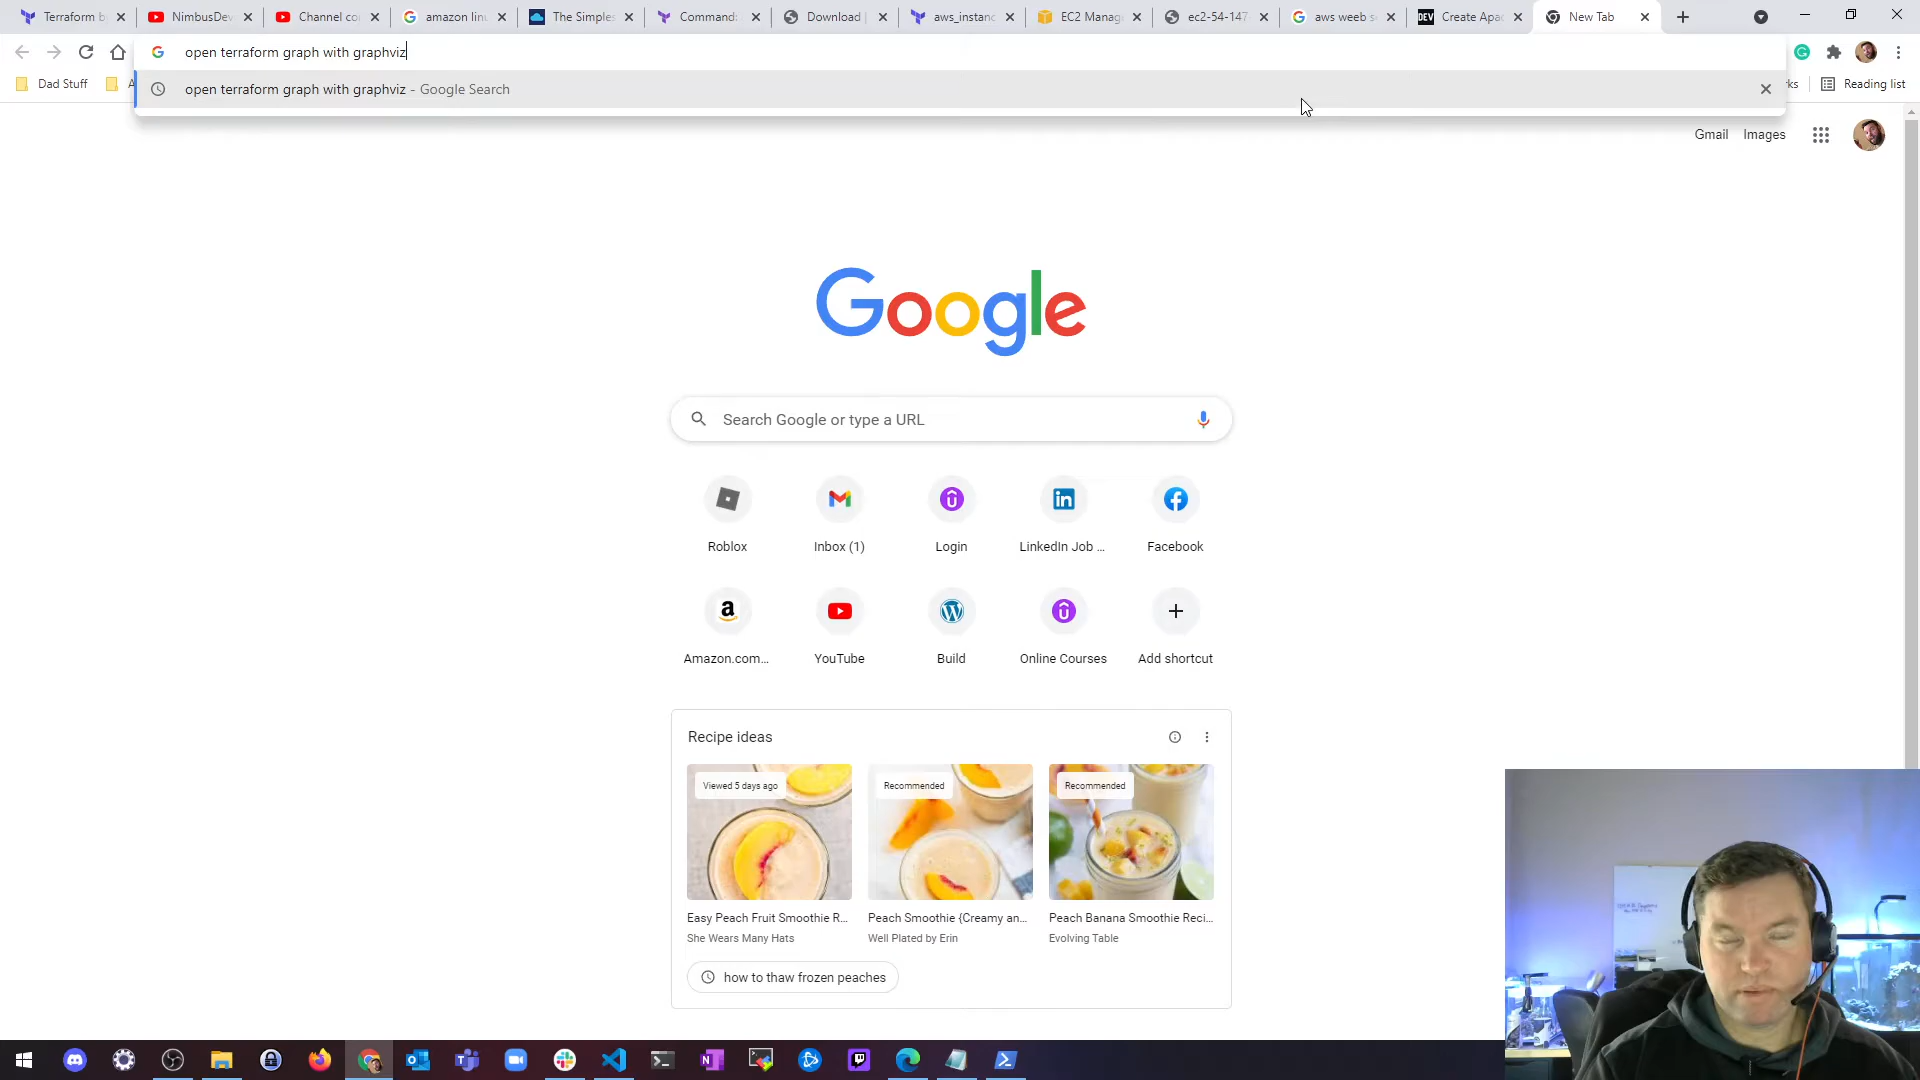 Terraform b
NimbusDev
Channel co
amazon lin
The Simples
Command:
Download |
aws_instanc
EC2 Manag
ec2-54-147
aws weeb s
DEV
Create Apac
New Tab
open terraform graph with graphviz
Dad Stuff
Reading list
open terraform graph with graphviz - Google Search
Gmail
Images
Google
Search Google or type a URL
Roblox
Inbox (1)
Login
LinkedIn Job ...
Facebook
Amazon.com...
YouTube
Build
Online Courses
Add shortcut
Recipe ideas
Viewed 5 days ago
Recommended
Recommended
Easy Peach Fruit Smoothie R...
Peach Smoothie {Creamy an...
Peach Banana Smoothie Reci...
She Wears Many Hats
Well Plated by Erin
Evolving Table
how to thaw frozen peaches